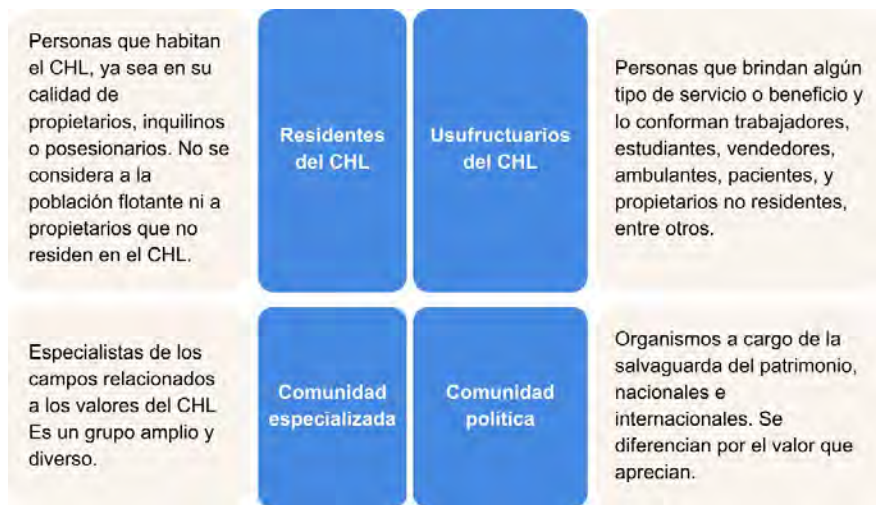 Personas que habitan
el CHL, ya sea en su
calidad de
propietarios, inquilinos
o posesionarios. No se
considera a la
población flotante ni a
propietarios que no
residen en el CHL.
Residentes
del CHL
Usufructuarios
del CHL
Personas que brindan algún
tipo de servicio o beneficio y
lo conforman trabajadores,
estudiantes, vendedores,
ambulantes, pacientes, y
propietarios no residentes,
entre otros.
Especialistas de los
campos relacionados
a los valores del CHL
Es un grupo amplio y
diverso.
Comunidad
especializada
Comunidad
política
Organismos a cargo de la
salvaguarda del patrimonio,
nacionales e
internacionales. Se
diferencian por el valor que
aprecian.